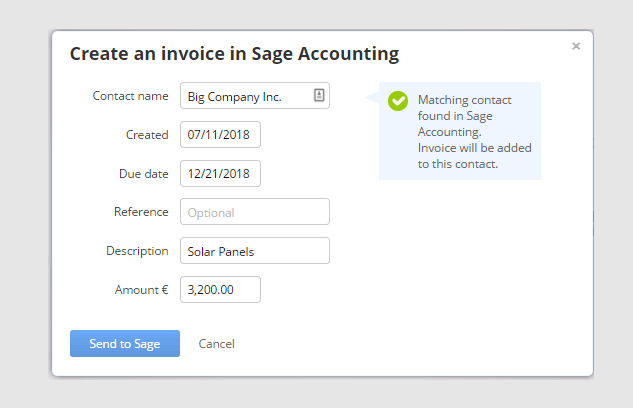 Create an invoice in Sage Accounting
×
Contact name Big Company Inc.
Matching contact
found in Sage
Accounting.
Invoice will be added
to this contact.
Created 07/11/2018
Due date 12/21/2018
Reference Optional
Description Solar Panels
Amount € 3,200.00
Send to Sage Cancel